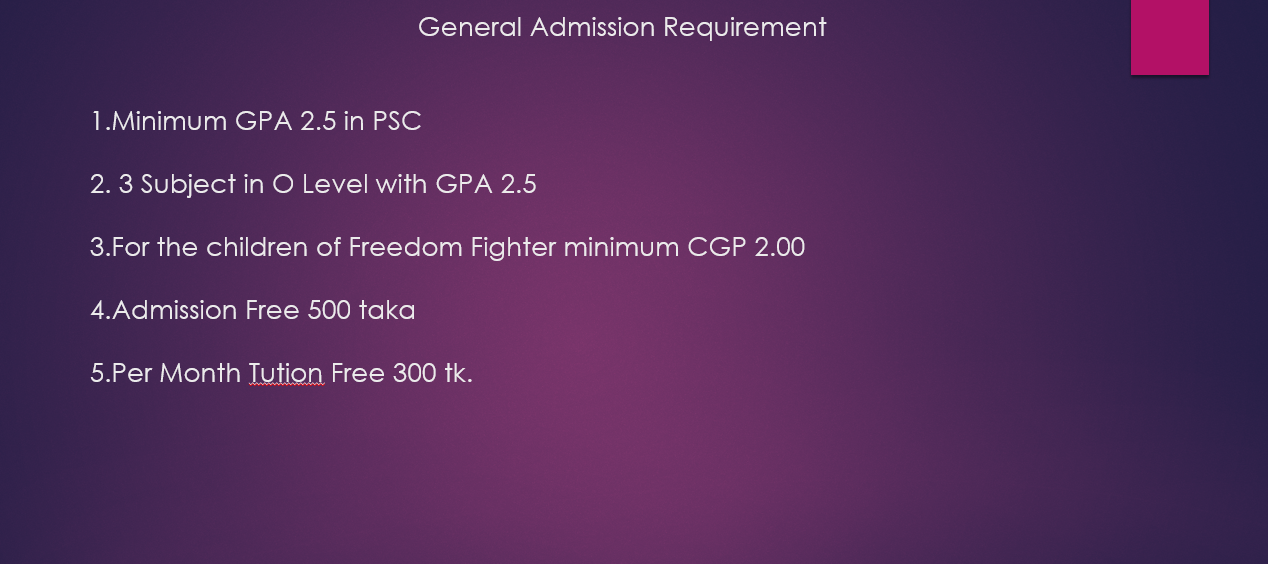 General Admission Requirement
1.Minimum GPA 2.5 in PSC
2. 3 Subject in O Level with GPA 2.5
3.For the children of Freedom Fighter minimum CGP 2.00
4.Admission Free 500 taka
5.Per Month Tution Free 300 tk.